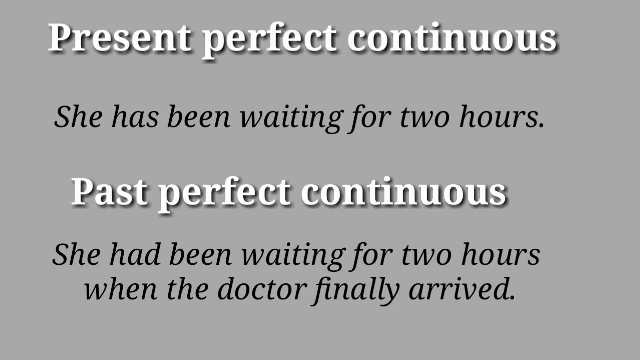 Present perfect continuous
She has been waiting for two hours.
Past perfect continuous
She had been waiting for two hours
when the doctor finally arrived.